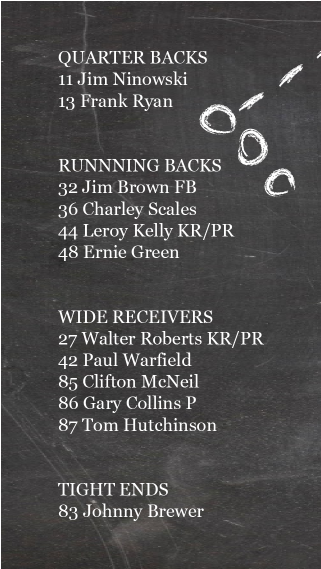 QUARTER BACKS
11 Jim Ninowski
13 Frank Ryan
RUNNNING BACKS
32 Jim Brown FB
36 Charley Scales
44 Leroy Kelly KR/PR
48 Ernie Green
WIDE RECEIVERS
27 Walter Roberts KR/PR
42 Paul Warfield
85 Clifton McNeil
86 Gary Collins P
87 Tom Hutchinson
TIGHT ENDS
83 Johnny Brewer